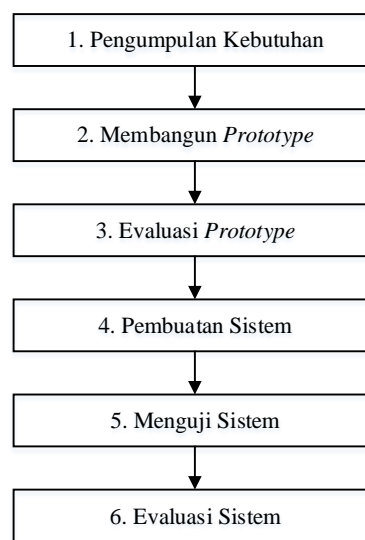 1. Pengumpulan Kebutuhan
2. Membangun Prototype
3. Evaluasi Prototype
4. Pembuatan Sistem
5. Menguji Sistem
6. Evaluasi Sistem